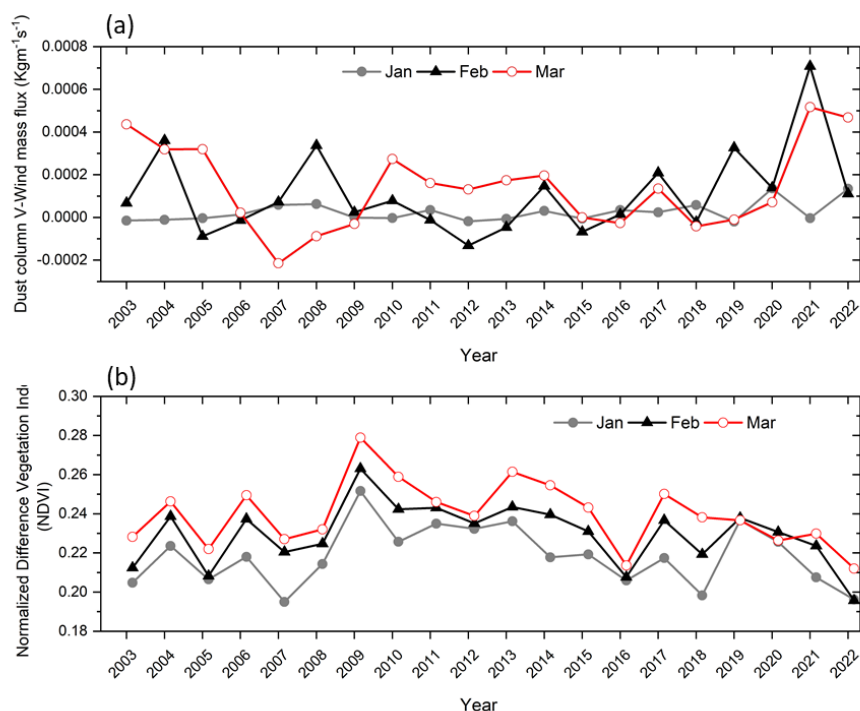 (a)
Dust column V-Wind mass flux (Kgm⁻¹s⁻¹)
0.0008
0.0006
0.0004
0.0002
0.0000
-0.0002
Jan Feb Mar
2003 2004 2005 2006 2007 2008 2009 2010 2011 2012 2013 2014 2015 2016 2017 2018 2019 2020 2021 2022
Year
(b)
Normalized Difference Vegetation Inde
(NDVI)
0.30
0.28
0.26
0.24
0.22
0.20
0.18
Jan Feb Mar
2003 2004 2005 2006 2007 2008 2009 2010 2011 2012 2013 2014 2015 2016 2017 2018 2019 2020 2021 2022
Year